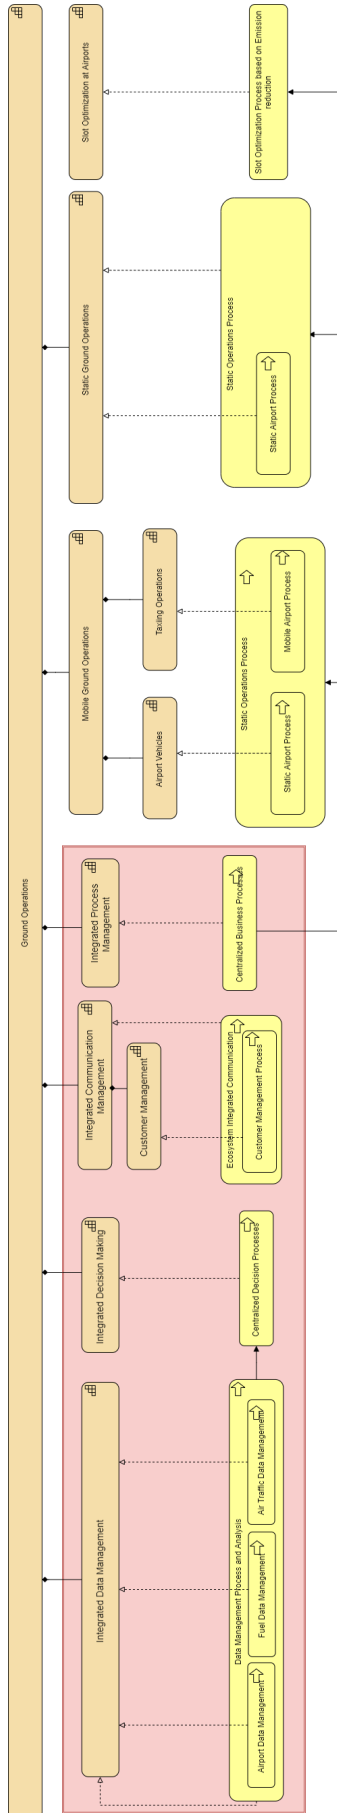 Ground Operations
Slot Optimization at Airports
Slot Optimization Process based on Emission
reduction
Static Ground Operations
Static Operations Process
Static Airport Process
Mobile Ground Operations
Taxiing Operations
Airport Vehicles
Static Operations Process
Mobile Airport Process
Static Airport Process
Integrated Process
Management
Centralized Business Processes
Integrated Communication
Management
Customer Management
Ecosystem Integrated Communication
Customer Management Process
Integrated Decision Making
Centralized Decision Processes
Integrated Data Management
Data Management Process and Analysis
Air Traffic Data Management
Fuel Data Management
Airport Data Management